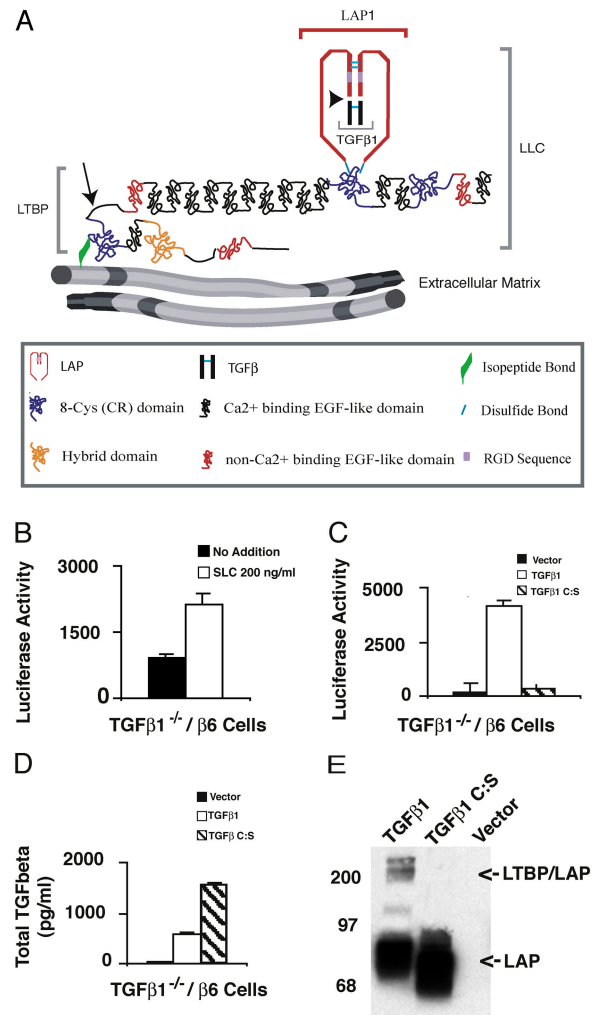 A
LAP1
TGFβ1
LLC
LTBP
Extracellular Matrix
LAP
TGFβ
Isopeptide Bond
8-Cys (CR) domain
Ca2+ binding EGF-like domain
Disulfide Bond
Hybrid domain
non-Ca2+ binding EGF-like domain
RGD Sequence
B
No Addition
SLC 200 ng/ml
Luciferase Activity
3000
1500
0
TGFβ1 -/- / β6 Cells
C
Vector
TGFβ1
TGFβ1 C:S
Luciferase Activity
5000
2500
0
TGFβ1 -/- / β6 Cells
D
Vector
TGFβ1
TGFβ C:S
Total TGFbeta
(pg/ml)
2000
1000
0
TGFβ1 -/- / β6 Cells
E
TGFβ1
TGFβ1 C:S
Vector
200
<-LTBP/LAP
97
<-LAP
68